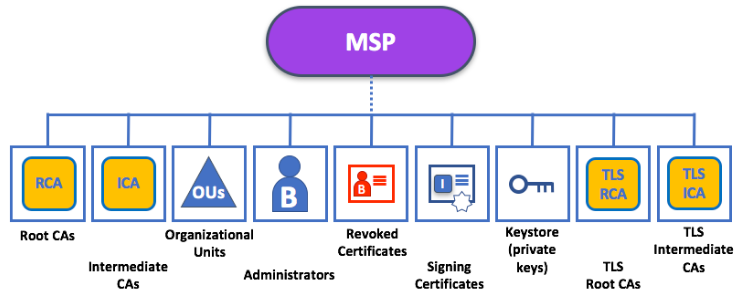 MSP
RCA
ICA
OUs
B
B
I
TLS
RCA
TLS
ICA
Root CAs
Intermediate
CAs
Organizational
Units
Administrators
Revoked
Certificates
Signing
Certificates
Keystore
(private
keys)
TLS
Root CAs
TLS
Intermediate
CAs